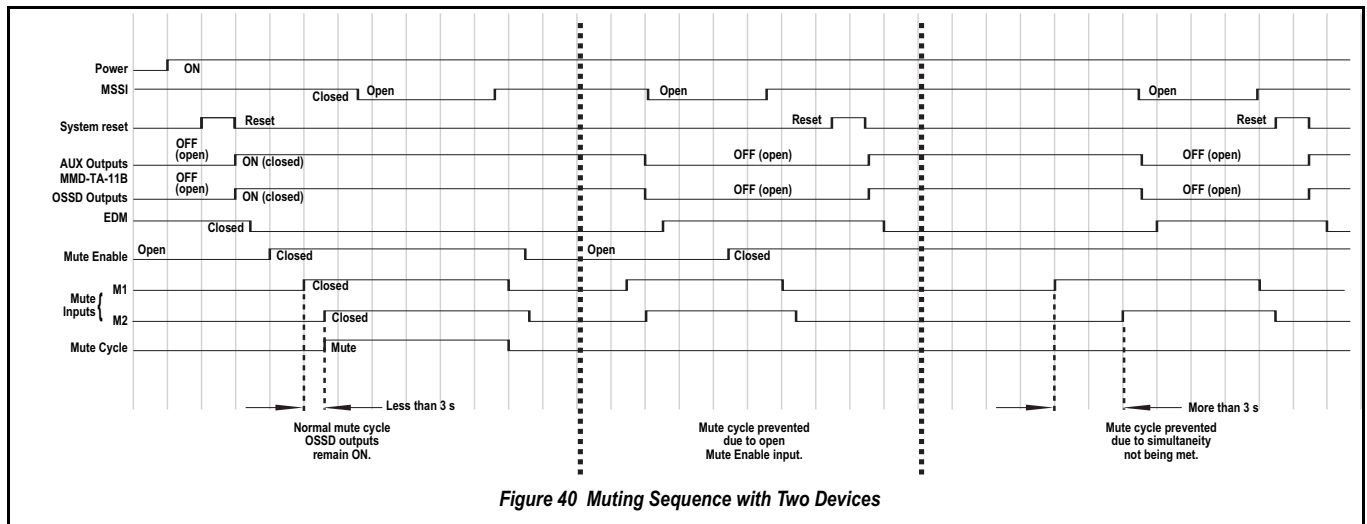 Power
ON
MSSI
Closed
Open
Open
Open
System reset
Reset
Reset
Reset
AUX Outputs
OFF
(open)
ON (closed)
OFF (open)
OFF (open)
MMD-TA-11B
OSSD Outputs
OFF
(open)
ON (closed)
OFF (open)
OFF (open)
EDM
Closed
Mute Enable
Open
Closed
Open
Closed
Mute
Inputs
{
M1
Closed
M2
Closed
Mute Cycle
Mute
Less than 3 s
More than 3 s
Normal mute cycle
OSSD outputs
remain ON.
Mute cycle prevented
due to open
Mute Enable input.
Mute cycle prevented
due to simultaneity
not being met.
Figure 40 Muting Sequence with Two Devices